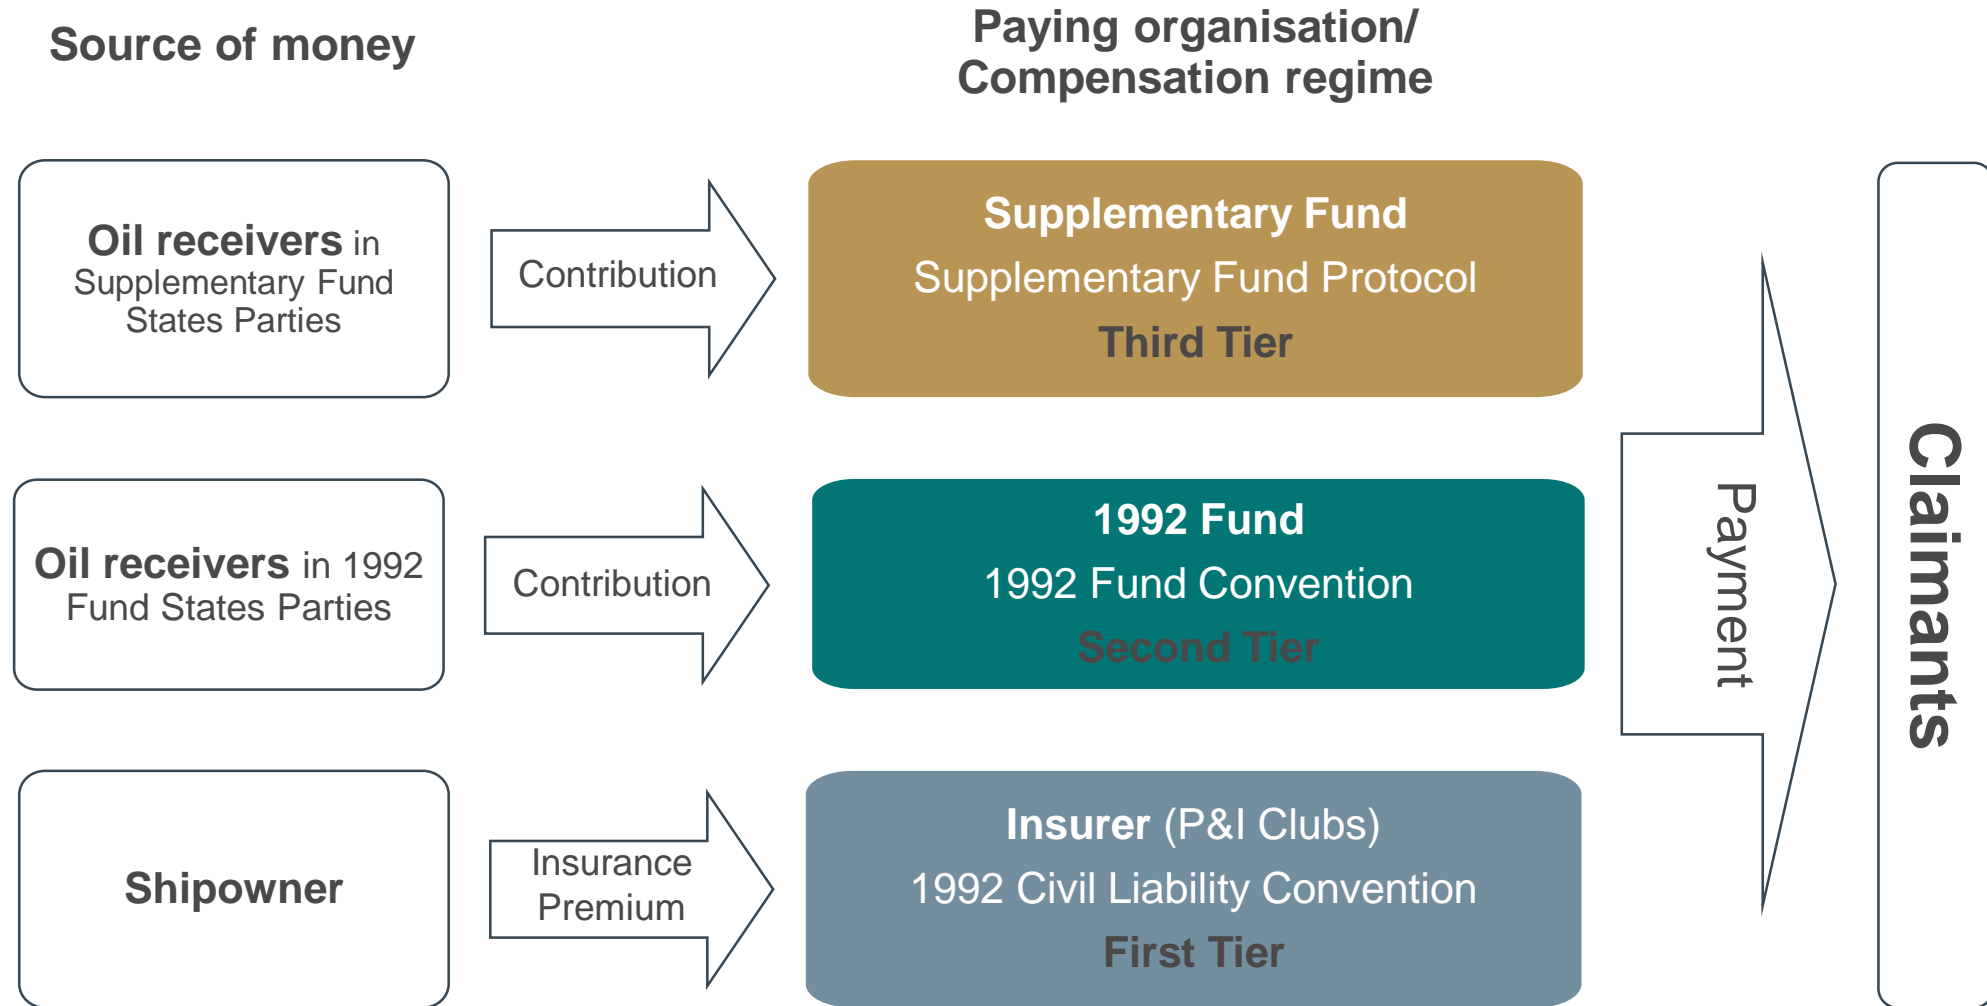 Source of money
Paying organisation/
Compensation regime
Oil receivers in
Supplementary Fund
States Parties
Contribution
Supplementary Fund
Supplementary Fund Protocol
Third Tier
Oil receivers in 1992
Fund States Parties
Contribution
1992 Fund
1992 Fund Convention
Second Tier
Shipowner
Insurance
Premium
Insurer (P&I Clubs)
1992 Civil Liability Convention
First Tier
Payment
Claimants